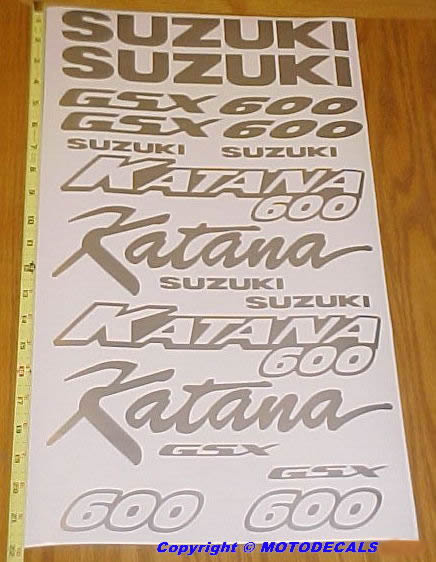 SUZUKI
SUZUKI
GSX 600
GSX 600
SUZUKI SUZUKI
KATANA
600
Katana
SUZUKI
SUZUKI
KATANA
600
Katana
GSX
GSX
600 600
Copyright © MOTODECALS